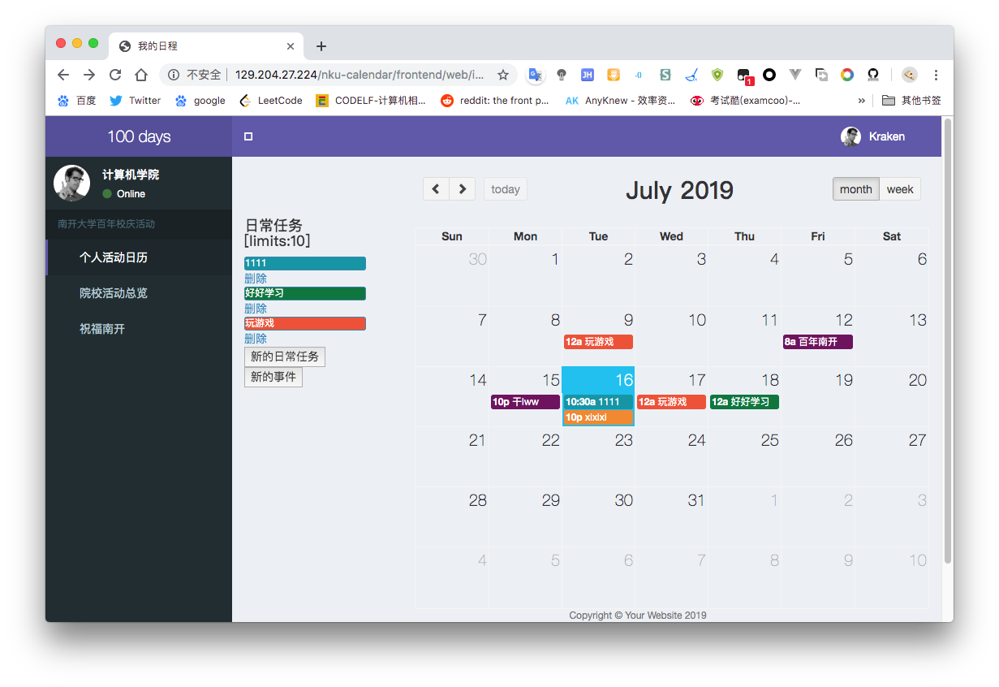 我的日程
不安全 | 129.204.27.224/nku-calendar/frontend/web/i...
JH
S
1
百度
Twitter
google
LeetCode
CODELF-计算机相...
reddit: the front p...
AK AnyKnew - 效率资...
考试酷(examcoo)-...
»
其他书签
100 days
Kraken
计算机学院
Online
南开大学百年校庆活动
个人活动日历
院校活动总览
祝福南开
日常任务
[limits:10]
1111
删除
好好学习
删除
玩游戏
删除
新的日常任务
新的事件
today
July 2019
month week
Sun Mon Tue Wed Thu Fri Sat
30 1 2 3 4 5 6
7 8 9 10 11 12 13
12a 玩游戏 8a 百年南开
14 15 16 17 18 19 20
10p 干lww 10:30a 1111 12a 玩游戏 12a 好好学习
10p xixixi
21 22 23 24 25 26 27
28 29 30 31 1 2 3
4 5 6 7 8 9 10
Copyright © Your Website 2019